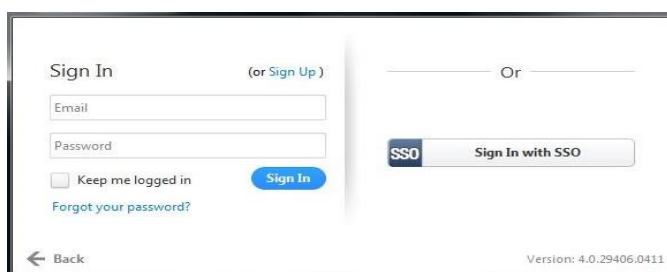 Sign In (or Sign Up )
Email
Password
Keep me logged in
Sign In
Forgot your password?
Or
SSO Sign In with SSO
Back
Version: 4.0.29406.0411